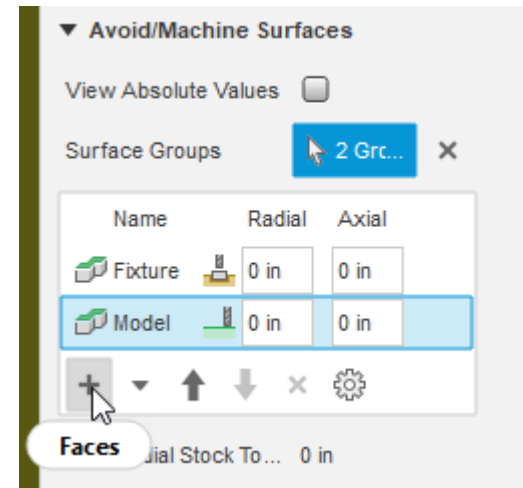 Avoid/Machine Surfaces
View Absolute Values
Surface Groups 2 Grc...
Name Radial Axial
Fixture 0 in 0 in
Model 0 in 0 in
Faces
dial Stock To... 0 in